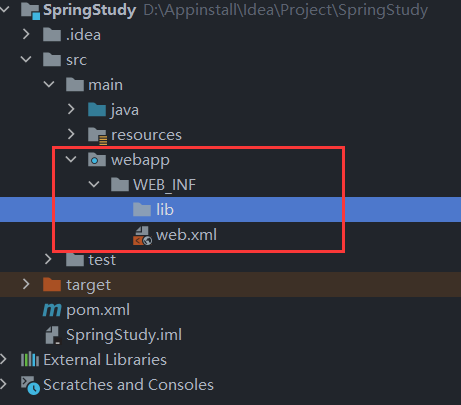 SpringStudy D:\Appinstall\Idea\Project\SpringStudy
.idea
src
main
java
resources
webapp
WEB_INF
lib
web.xml
test
target
pom.xml
SpringStudy.iml
External Libraries
Scratches and Consoles